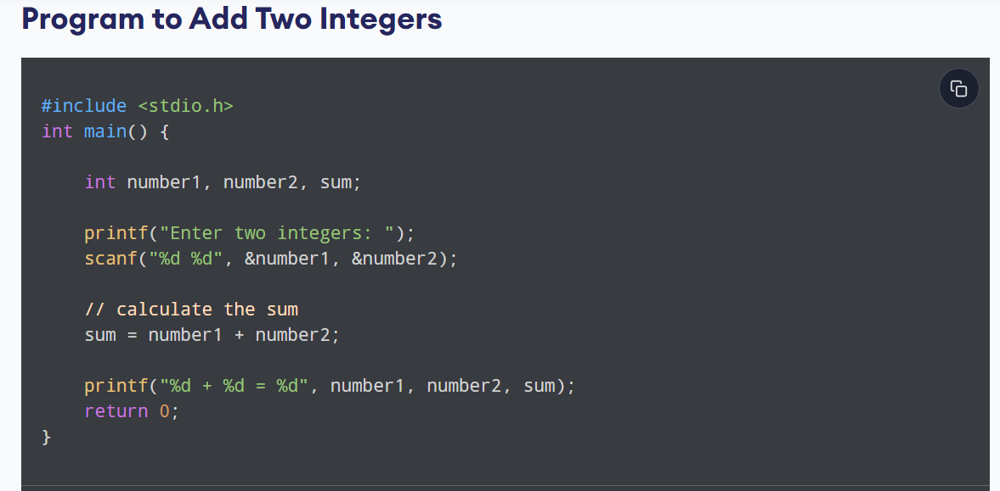 Program to Add Two Integers
#include <stdio.h>
int main() {
    int number1, number2, sum;
    printf("Enter two integers: ");
    scanf("%d %d", &number1, &number2);
    // calculate the sum
    sum = number1 + number2;
    printf("%d + %d = %d", number1, number2, sum);
    return 0;
}